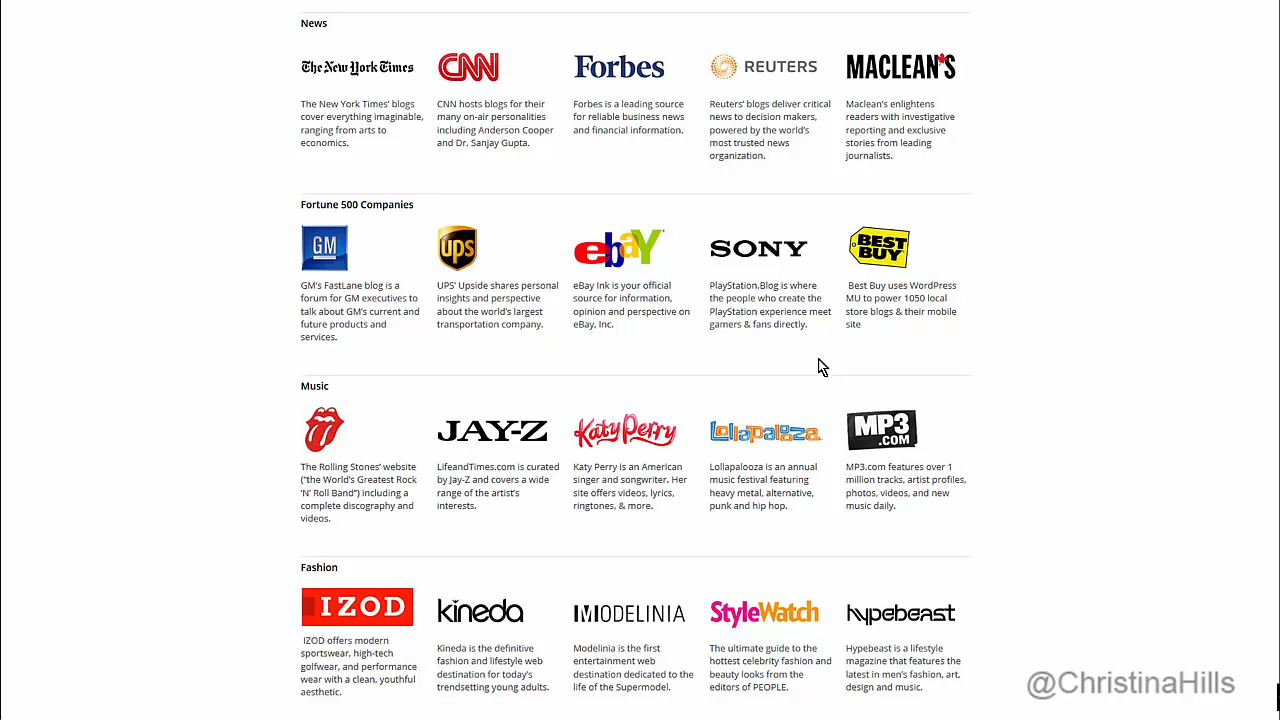 News
The New York Times
CNN
Forbes
REUTERS
MACLEAN'S
The New York Times' blogs
cover everything imaginable,
ranging from arts to
economics.
CNN hosts blogs for their
many on-air personalities
including Anderson Cooper
and Dr. Sanjay Gupta.
Forbes is a leading source
for reliable business news
and financial information.
Reuters' blogs deliver critical
news to decision makers,
powered by the world's
most trusted news
organization.
Maclean's enlightens
readers with investigative
reporting and exclusive
stories from leading
journalists.
Fortune 500 Companies
GM
ups
ebay
SONY
BEST
BUY
GM's FastLane blog is a
forum for GM executives to
talk about GM's current and
future products and
services.
UPS' Upside shares personal
insights and perspective
about the world's largest
transportation company.
eBay Ink is your official
source for information,
opinion and perspective on
eBay, Inc.
PlayStation.Blog is where
the people who create the
PlayStation experience meet
gamers & fans directly.
Best Buy uses WordPress
MU to power 1050 local
store blogs & their mobile
site
Music
JAY-Z
Katy Perry
Lollapalooza
MP3
.COM
The Rolling Stones' website
("the World's Greatest Rock
'N' Roll Band") including a
complete discography and
videos.
LifeandTimes.com is curated
by Jay-Z and covers a wide
range of the artist's
interests.
Katy Perry is an American
singer and songwriter. Her
site offers videos, lyrics,
ringtones, & more.
Lollapalooza is an annual
music festival featuring
heavy metal, alternative,
punk and hip hop.
MP3.com features over 1
million tracks, artist profiles,
photos, videos, and new
music daily.
Fashion
IZOD
kineda
MODELINIA
StyleWatch
hypebeast
IZOD offers modern
sportswear, high-tech
golfwear, and performance
wear with a clean, youthful
aesthetic.
Kineda is the definitive
fashion and lifestyle web
destination for today's
trendsetting young adults.
Modelinia is the first
entertainment web
destination dedicated to the
life of the Supermodel.
The ultimate guide to the
hottest celebrity fashion and
beauty looks from the
editors of PEOPLE.
Hypebeast is a lifestyle
magazine that features the
latest in men's fashion, art,
design and music.
@ChristinaHills